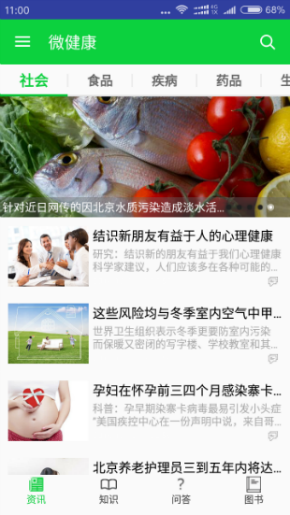 11:00
68%
微健康
社会 食品 疾病 药品 生
针对近日网传的因北京水质污染造成淡水活...
结识新朋友有益于人的心理健康
研究：结识新朋友有益于我们心理健康
科学家建议，人们应该多在各种可能的...
这些风险均与冬季室内空气中甲...
世界卫生组织表示冬季更要防室内污染
而保暖又密闭的写字楼、学校教室和其...
孕妇在怀孕前三四个月感染寨卡...
科普：孕早期染寨卡病毒最易引发小头症
“美国疾控中心在一份声明中说，来自哥...
北京养老护理员三到五年内将达...
资讯 知识 问答 图书